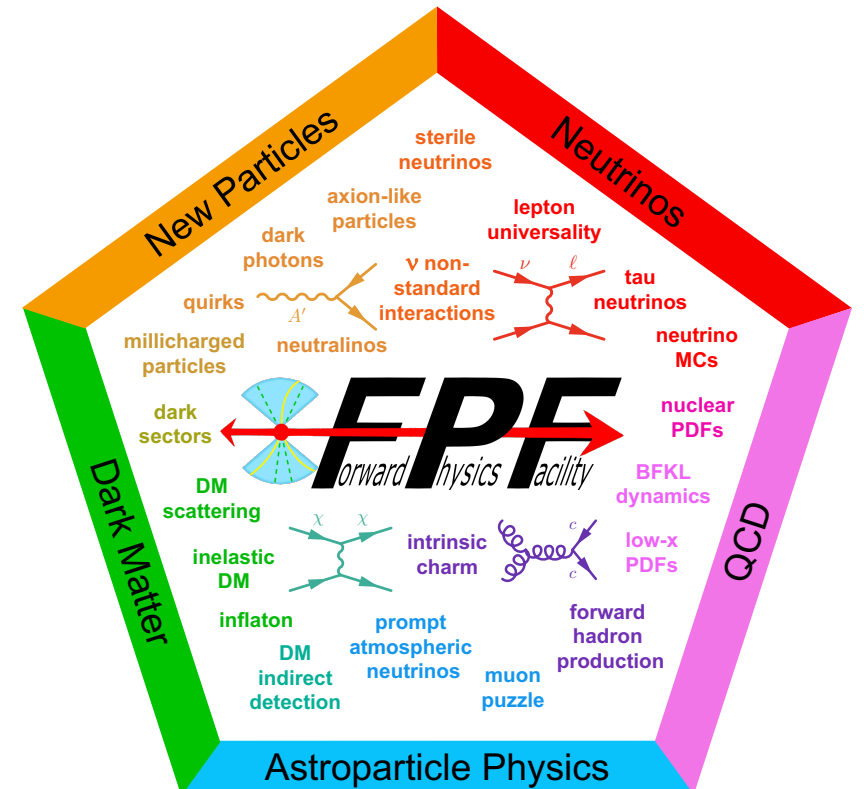 New Particles
Neutrinos
sterile
neutrinos
axion-like
particles
lepton
universality
dark
photons
ν non-
standard
interactions
ν
ℓ
tau
neutrinos
quirks
A′
neutralinos
millicharged
particles
neutrino
MCs
dark
sectors
Forward Physics Facility
nuclear
PDFs
DM
scattering
BFKL
dynamics
Dark Matter
QCD
inelastic
DM
χ
χ
intrinsic
charm
c
c
low-x
PDFs
inflaton
prompt
atmospheric
neutrinos
forward
hadron
production
DM
indirect
detection
muon
puzzle
Astroparticle Physics